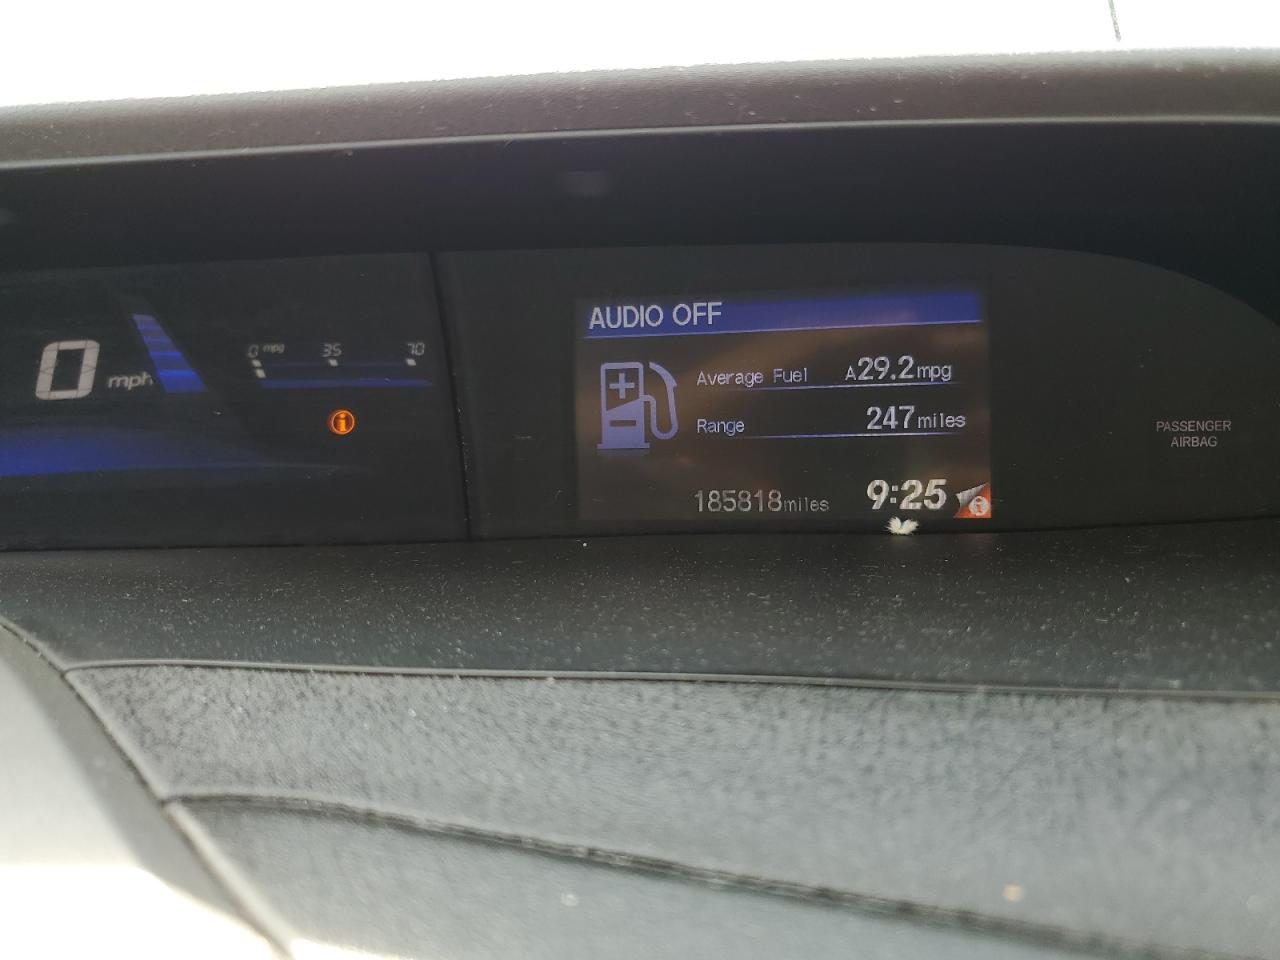 0 mph
0 mpg 35 70
AUDIO OFF
Average Fuel A29.2mpg
Range 247miles
185818miles 9:25
PASSENGER
AIRBAG